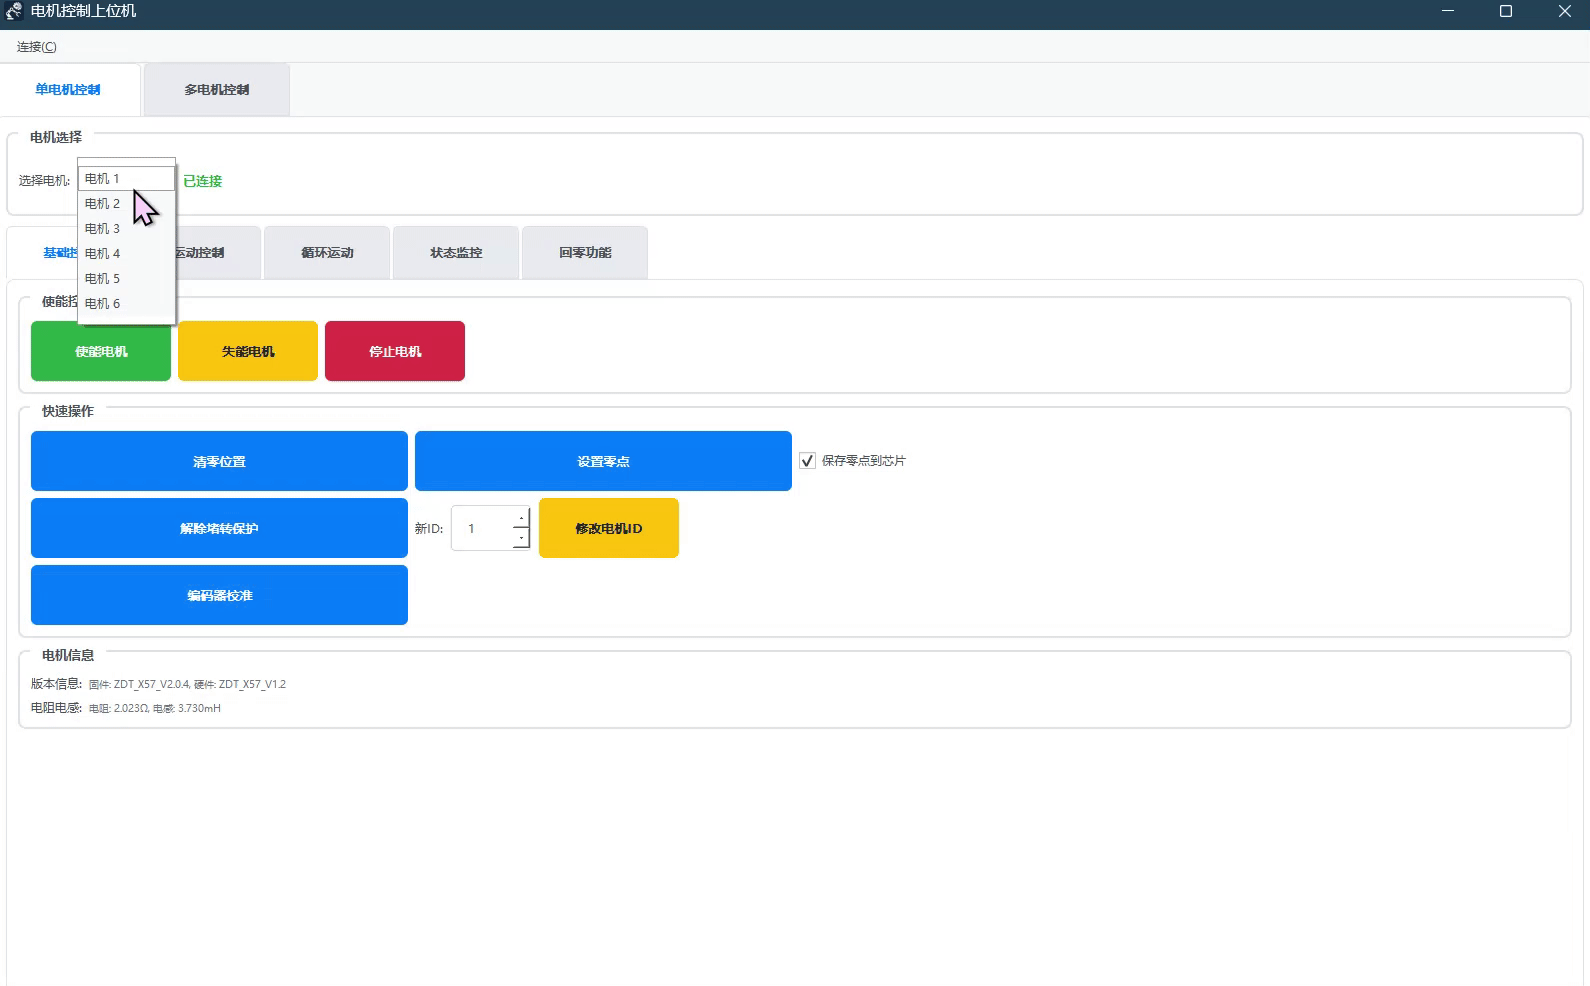 电机控制上位机
连接(C)
单电机控制 多电机控制
电机选择
选择电机: 电机 1 已连接
电机 2
电机 3
电机 4
电机 5
电机 6
基础控 运动控制 循环运动 状态监控 回零功能
使能控
使能电机 失能电机 停止电机
快速操作
清零位置 设置零点 保存零点到芯片
解除堵转保护 新ID: 1 修改电机ID
编码器校准
电机信息
版本信息: 固件: ZDT_X57_V2.0.4, 硬件: ZDT_X57_V1.2
电阻电感: 电阻: 2.023Ω, 电感: 3.730mH